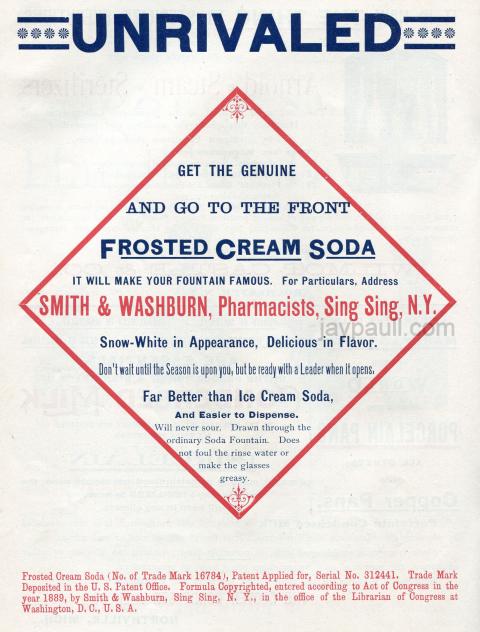 UNRIVALED
GET THE GENUINE
AND GO TO THE FRONT
FROSTED CREAM SODA
IT WILL MAKE YOUR FOUNTAIN FAMOUS. For Particulars, Address
SMITH & WASHBURN, Pharmacists, Sing Sing, N.Y.
jaypaull.com
Snow-White in Appearance, Delicious in Flavor.
Don't wait until the Season is upon you, but be ready with a Leader when it opens.
Far Better than Ice Cream Soda,
And Easier to Dispense.
Will never sour. Drawn through the
ordinary Soda Fountain. Does
not foul the rinse water or
make the glasses
greasy.
Frosted Cream Soda (No. of Trade Mark 16784), Patent Applied for, Serial No. 312441. Trade Mark
Deposited in the U. S. Patent Office. Formula Copyrighted, entered according to Act of Congress in the
year 1889, by Smith & Washburn, Sing Sing, N. Y., in the office of the Librarian of Congress at
Washington, D. C., U. S. A.